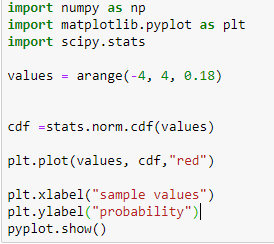 import numpy as np
import matplotlib.pyplot as plt
import scipy.stats
values = arange(-4, 4, 0.18)
cdf =stats.norm.cdf(values)
plt.plot(values, cdf,"red")
plt.xlabel("sample values")
plt.ylabel("probability")
pyplot.show()